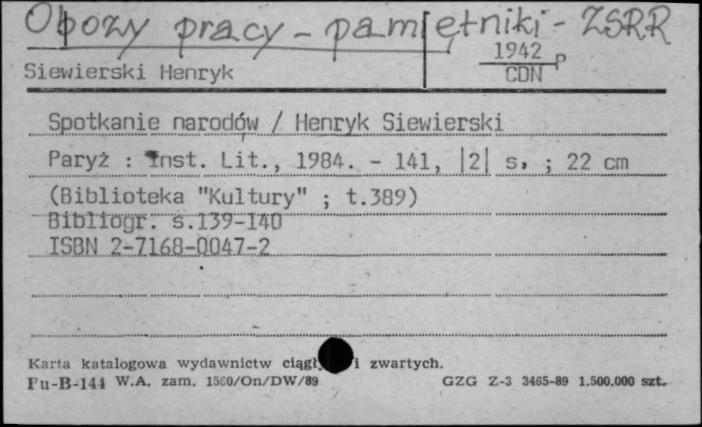 Obozy pracy - pamiętniki - ZSRR
1942 P
CDN
Siewierski Henryk
Spotkanie narodów / Henryk Siewierski
Paryż : Inst. Lit., 1984. - 141, |2| s, ; 22 cm
(Biblioteka "Kultury" ; t.389)
Bibliogr. s.139-140
ISBN 2-7168-0047-2
Karta katalogowa wydawnictw i zwartych.
Pu-B-144 W.A. zam. 1560/On/DW/89 GZG Z-3 3465-89 1.500.000 szt.